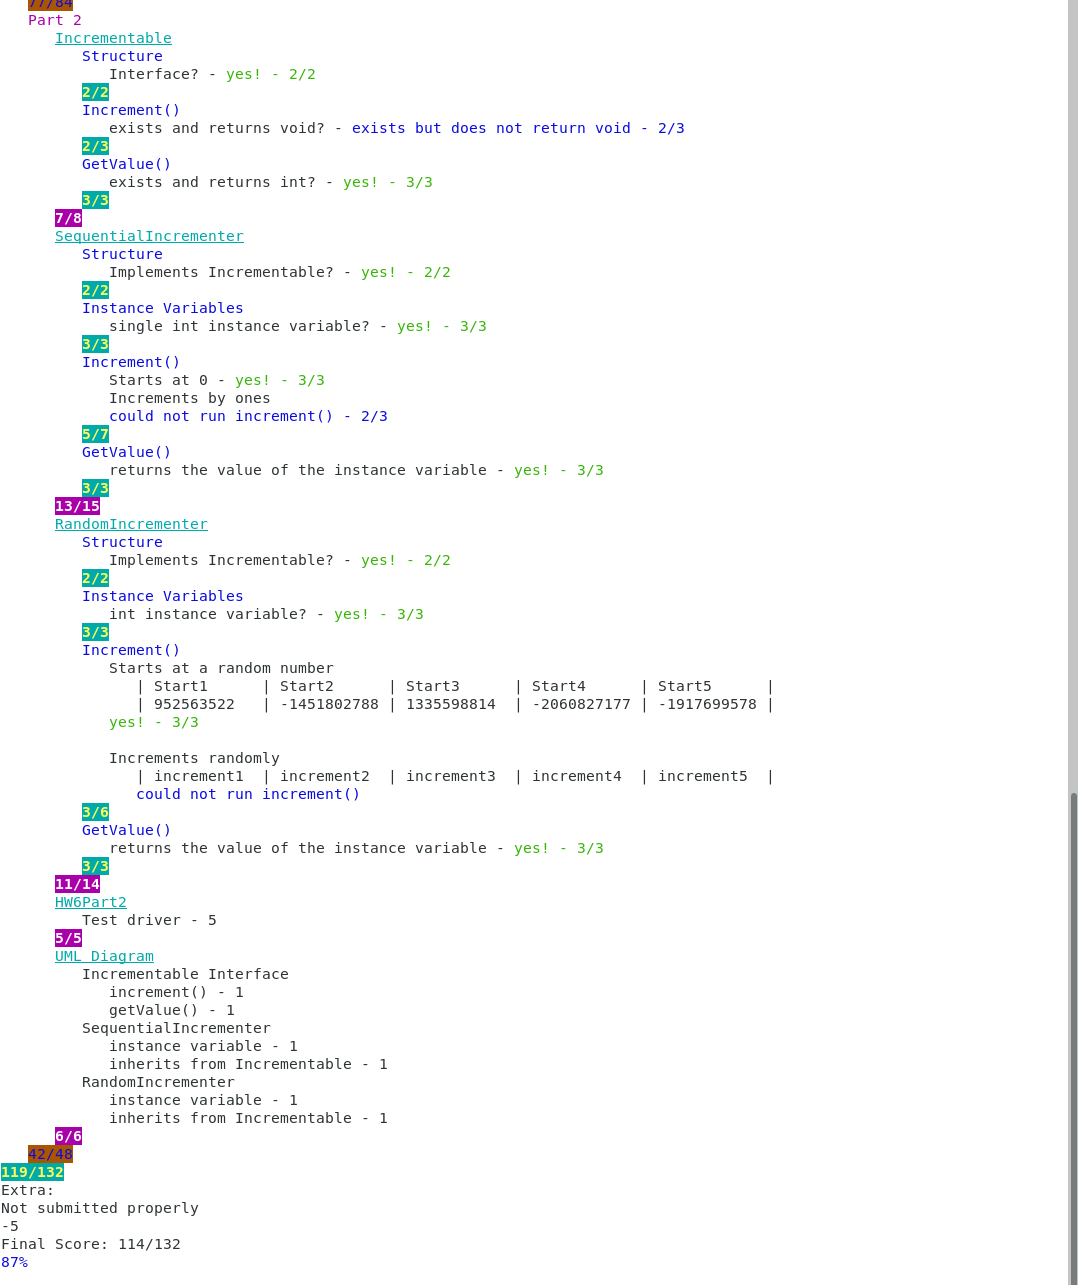 77/84
Part 2
Incrementable
Structure
Interface? - yes! - 2/2
2/2
Increment()
exists and returns void? - exists but does not return void - 2/3
2/3
GetValue()
exists and returns int? - yes! - 3/3
3/3
7/8
SequentialIncrementer
Structure
Implements Incrementable? - yes! - 2/2
2/2
Instance Variables
single int instance variable? - yes! - 3/3
3/3
Increment()
Starts at 0 - yes! - 3/3
Increments by ones
could not run increment() - 2/3
5/7
GetValue()
returns the value of the instance variable - yes! - 3/3
3/3
13/15
RandomIncrementer
Structure
Implements Incrementable? - yes! - 2/2
2/2
Instance Variables
int instance variable? - yes! - 3/3
3/3
Increment()
Starts at a random number
| Start1 | Start2 | Start3 | Start4 | Start5 |
| 952563522 | -1451802788 | 1335598814 | -2060827177 | -1917699578 |
yes! - 3/3
Increments randomly
| increment1 | increment2 | increment3 | increment4 | increment5 |
could not run increment()
3/6
GetValue()
returns the value of the instance variable - yes! - 3/3
3/3
11/14
HW6Part2
Test driver - 5
5/5
UML Diagram
Incrementable Interface
increment() - 1
getValue() - 1
SequentialIncrementer
instance variable - 1
inherits from Incrementable - 1
RandomIncrementer
instance variable - 1
inherits from Incrementable - 1
6/6
42/48
119/132
Extra:
Not submitted properly
-5
Final Score: 114/132
87%